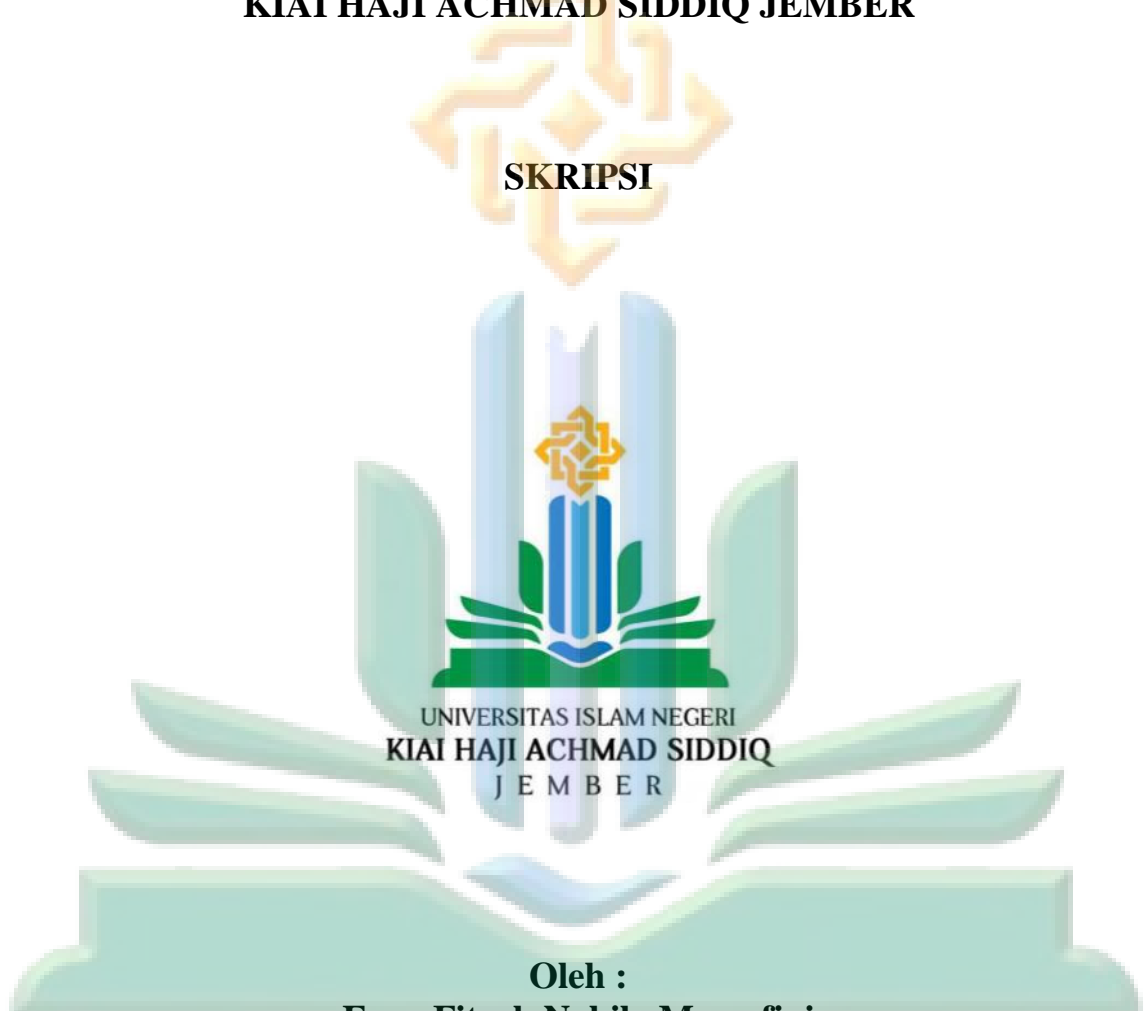 KIAI HAJI ACHMAD SIDDIQ JEMBER
SKRIPSI
UNIVERSITAS ISLAM NEGERI
KIAI HAJI ACHMAD SIDDIQ
JEMBER
Oleh :